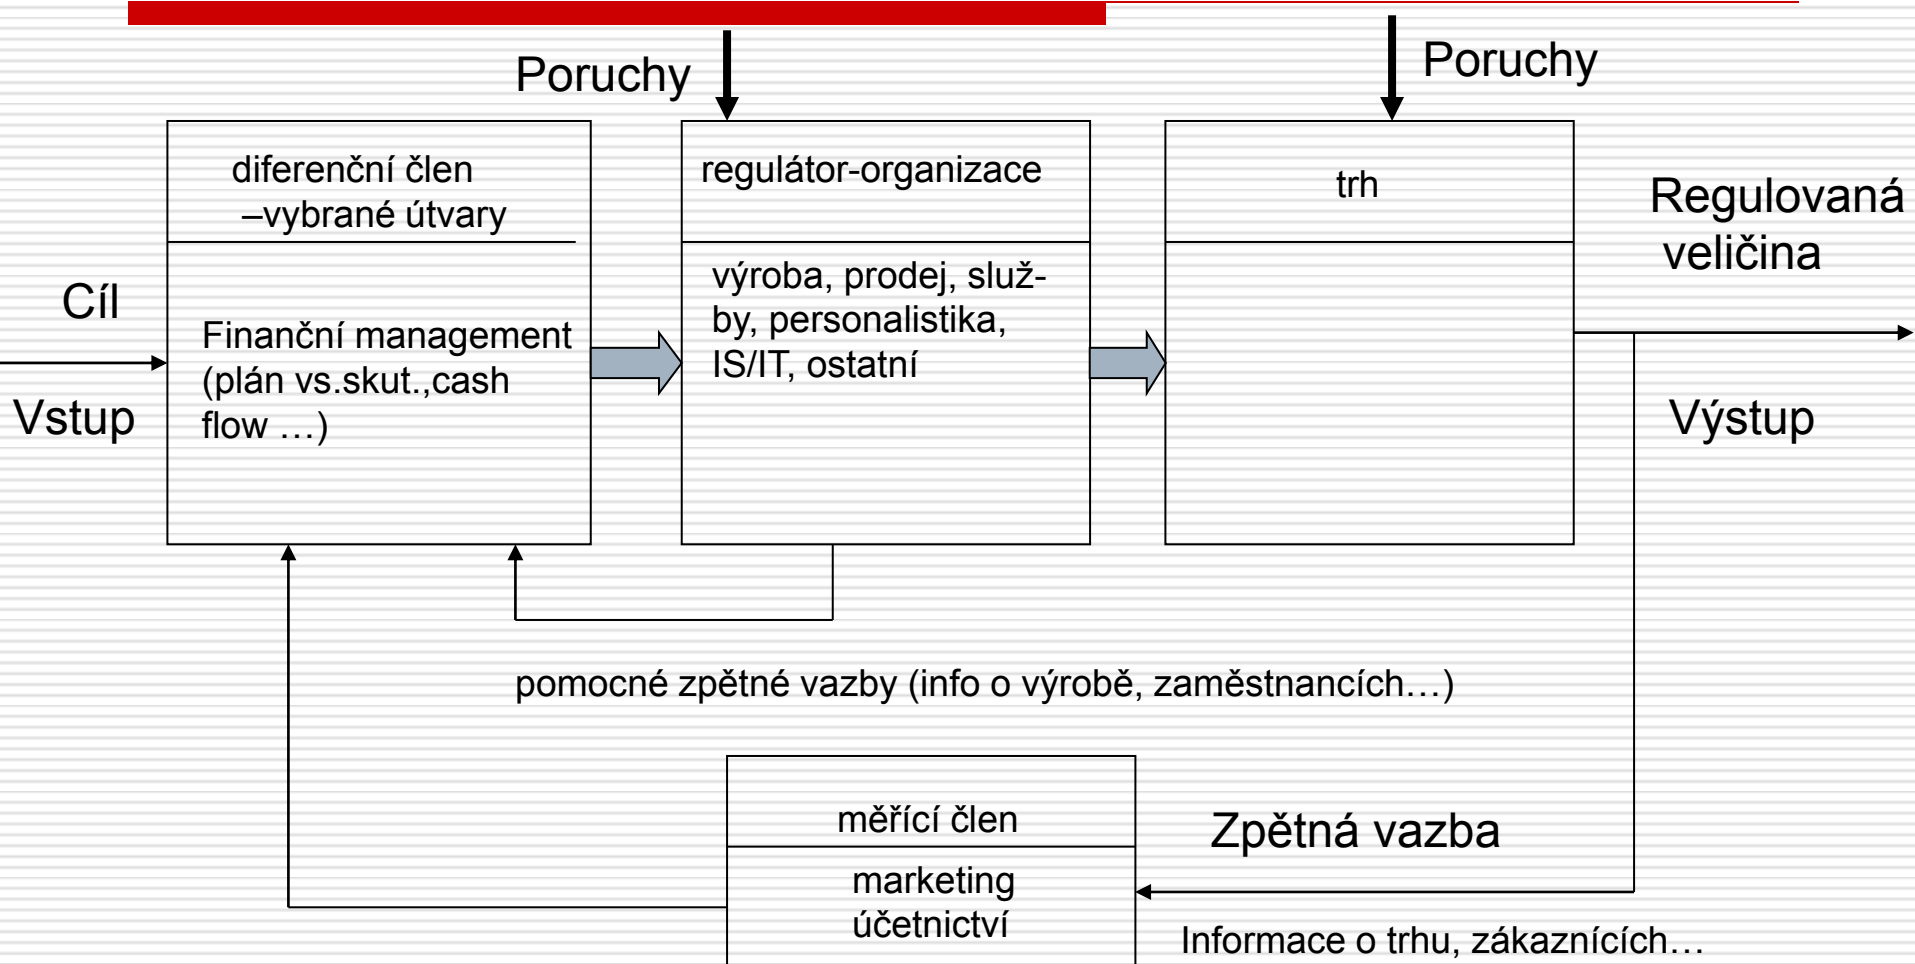 Poruchy
Poruchy
diferenční člen
–vybrané útvary
regulátor-organizace
trh
Regulovaná
veličina
Cíl
Vstup
Finanční management
(plán vs.skut.,cash
flow …)
výroba, prodej, služ-
by, personalistika,
IS/IT, ostatní
Výstup
pomocné zpětné vazby (info o výrobě, zaměstnancích…)
měřící člen
marketing
účetnictví
Zpětná vazba
Informace o trhu, zákaznících…